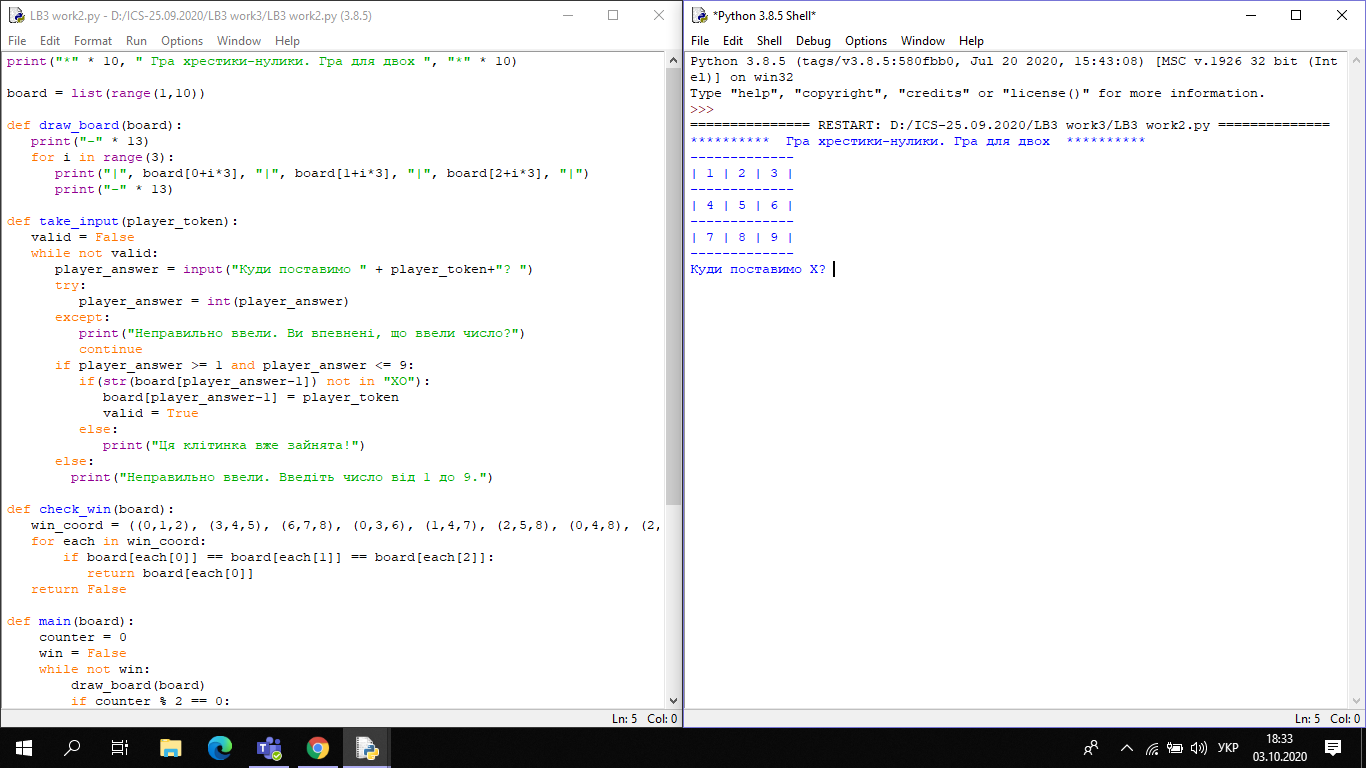 LB3 work2.py - D:/ICS-25.09.2020/LB3 work3/LB3 work2.py (3.8.5)
File Edit Format Run Options Window Help
print("*" * 10, " Гра хрестики-нулики. Гра для двох ", "*" * 10)
board = list(range(1,10))
def draw_board(board):
   print("-" * 13)
   for i in range(3):
      print("|", board[0+i*3], "|", board[1+i*3], "|", board[2+i*3], "|")
      print("-" * 13)
def take_input(player_token):
   valid = False
   while not valid:
      player_answer = input("Куди поставимо " + player_token+"? ")
      try:
         player_answer = int(player_answer)
      except:
         print("Неправильно ввели. Ви впевнені, що ввели число?")
         continue
      if player_answer >= 1 and player_answer <= 9:
         if(str(board[player_answer-1]) not in "XO"):
            board[player_answer-1] = player_token
            valid = True
         else:
            print("Ця клітинка вже зайнята!")
      else:
        print("Неправильно ввели. Введіть число від 1 до 9.")
def check_win(board):
   win_coord = ((0,1,2), (3,4,5), (6,7,8), (0,3,6), (1,4,7), (2,5,8), (0,4,8), (2,
   for each in win_coord:
       if board[each[0]] == board[each[1]] == board[each[2]]:
          return board[each[0]]
   return False
def main(board):
    counter = 0
    win = False
    while not win:
        draw_board(board)
        if counter % 2 == 0:
Ln: 5 Col: 0
*Python 3.8.5 Shell*
File Edit Shell Debug Options Window Help
Python 3.8.5 (tags/v3.8.5:580fbb0, Jul 20 2020, 15:43:08) [MSC v.1926 32 bit (Int
el)] on win32
Type "help", "copyright", "credits" or "license()" for more information.
>>>
=============== RESTART: D:/ICS-25.09.2020/LB3 work3/LB3 work2.py ==============
**********  Гра хрестики-нулики. Гра для двох  **********
-------------
| 1 | 2 | 3 |
-------------
| 4 | 5 | 6 |
-------------
| 7 | 8 | 9 |
-------------
Куди поставимо X?
Ln: 5 Col: 0
УКР
18:33
03.10.2020